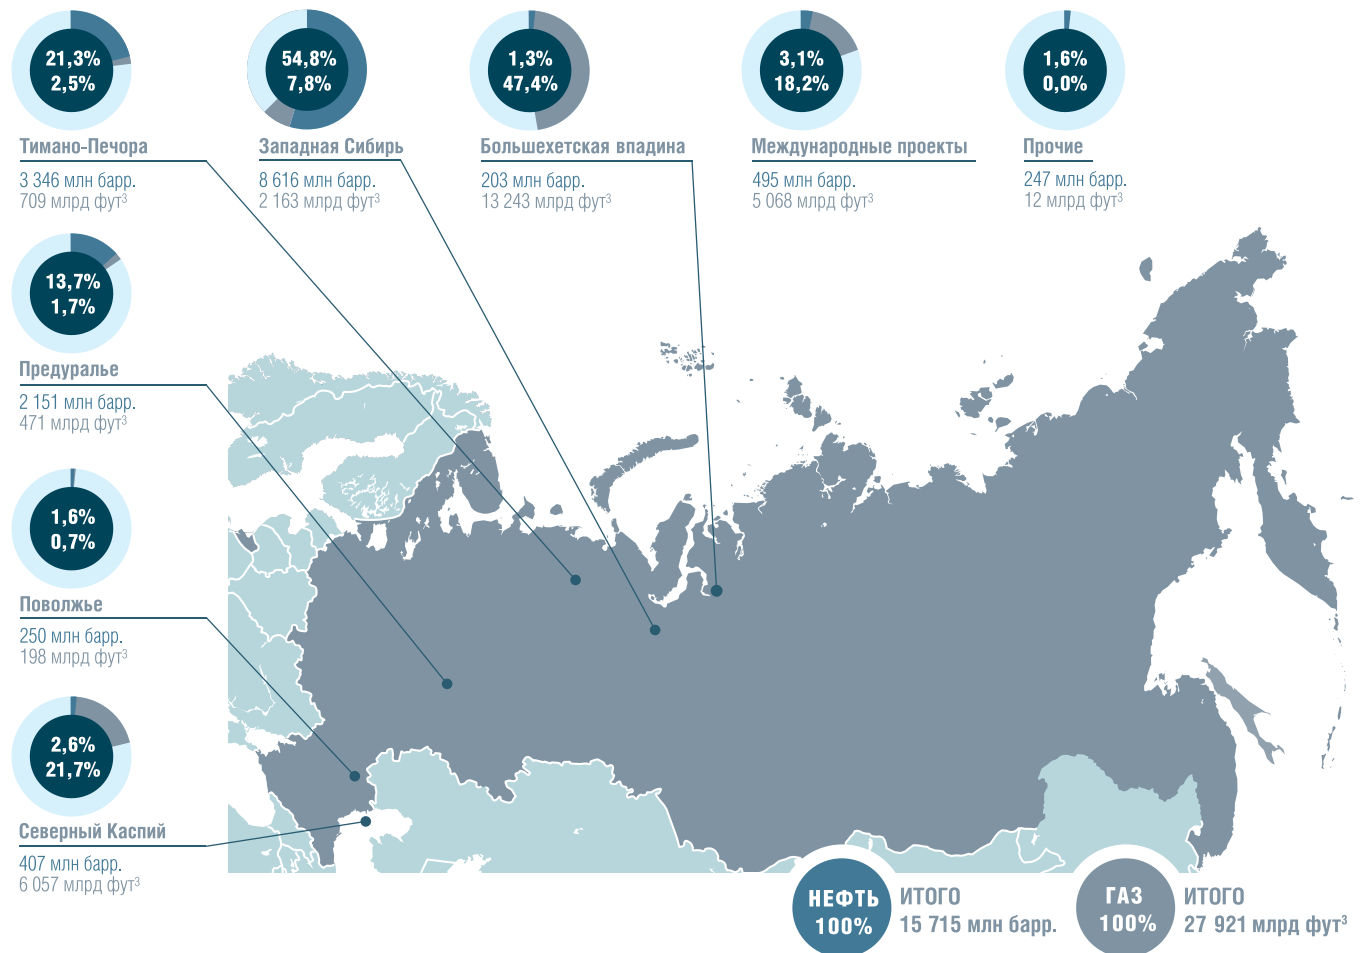 21,3%
2,5%
Тимано-Печора
3 346 млн барр.
709 млрд фут³
54,8%
7,8%
Западная Сибирь
8 616 млн барр.
2 163 млрд фут³
1,3%
47,4%
Большехетская впадина
203 млн барр.
13 243 млрд фут³
3,1%
18,2%
Международные проекты
495 млн барр.
5 068 млрд фут³
1,6%
0,0%
Прочие
247 млн барр.
12 млрд фут³
13,7%
1,7%
Предуралье
2 151 млн барр.
471 млрд фут³
1,6%
0,7%
Поволжье
250 млн барр.
198 млрд фут³
2,6%
21,7%
Северный Каспий
407 млн барр.
6 057 млрд фут³
НЕФТЬ
100%
ИТОГО
15 715 млн барр.
ГАЗ
100%
ИТОГО
27 921 млрд фут³